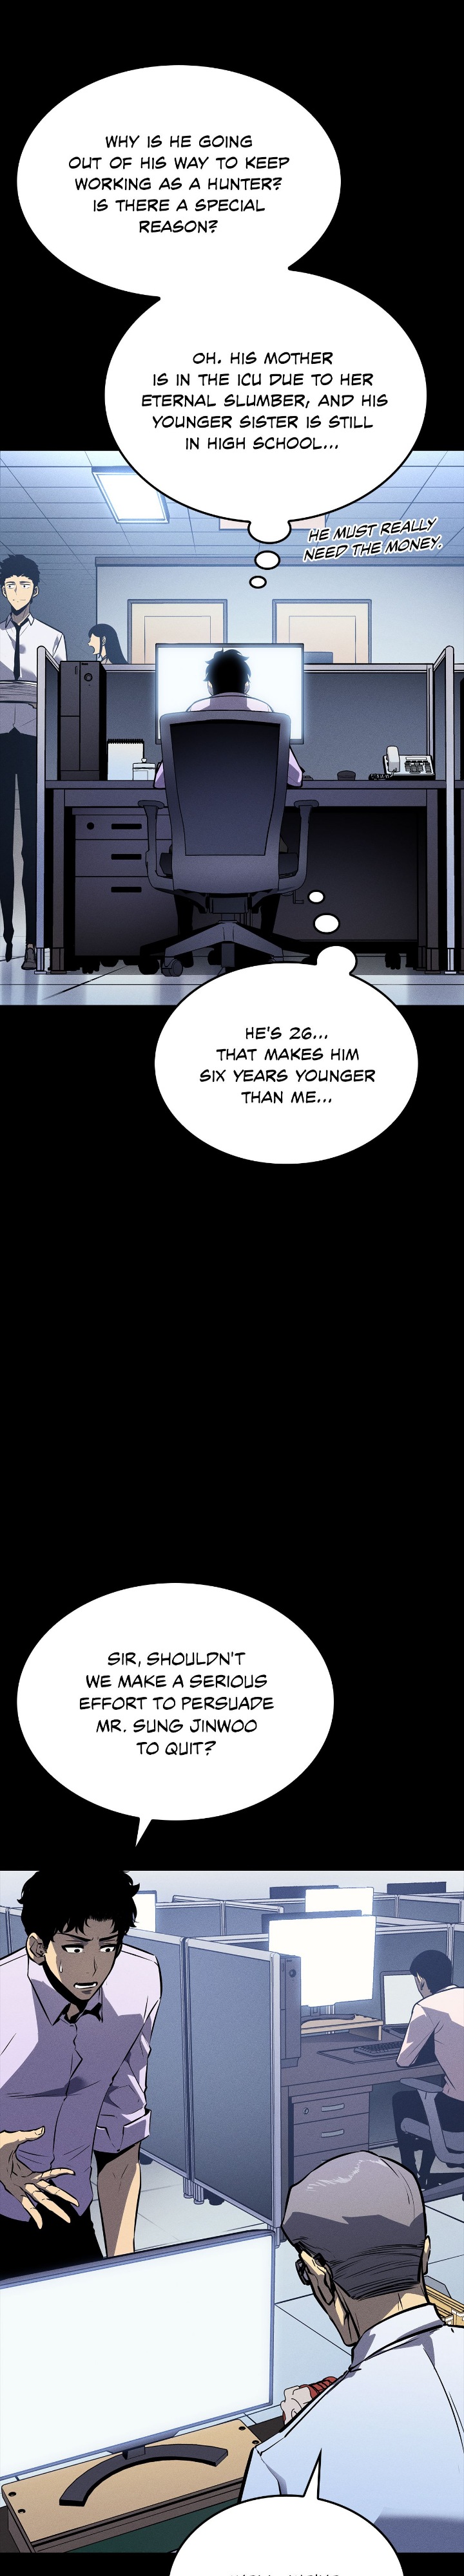 WHY IS HE GOING
OUT OF HIS WAY TO KEEP
WORKING AS A HUNTER?
IS THERE A SPECIAL
REASON?
OH. HIS MOTHER
IS IN THE ICU DUE TO HER
ETERNAL SLUMBER, AND HIS
YOUNGER SISTER IS STILL
IN HIGH SCHOOL...
HE MUST REALLY
NEED THE MONEY.
HE'S 26...
THAT MAKES HIM
SIX YEARS YOUNGER
THAN ME...
SIR, SHOULDN'T
WE MAKE A SERIOUS
EFFORT TO PERSUADE
MR. SUNG JINWOO
TO QUIT?